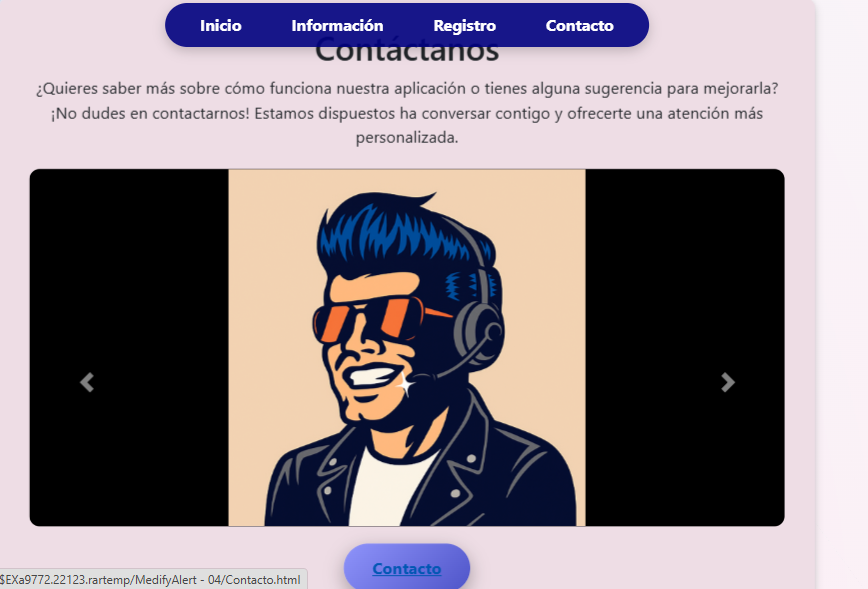 Inicio Información Registro Contacto
Contáctanos
¿Quieres saber más sobre cómo funciona nuestra aplicación o tienes alguna sugerencia para mejorarla?
¡No dudes en contactarnos! Estamos dispuestos ha conversar contigo y ofrecerte una atención más
personalizada.
Contacto
$EXa9772.22123.rartemp/MedifyAlert - 04/Contacto.html